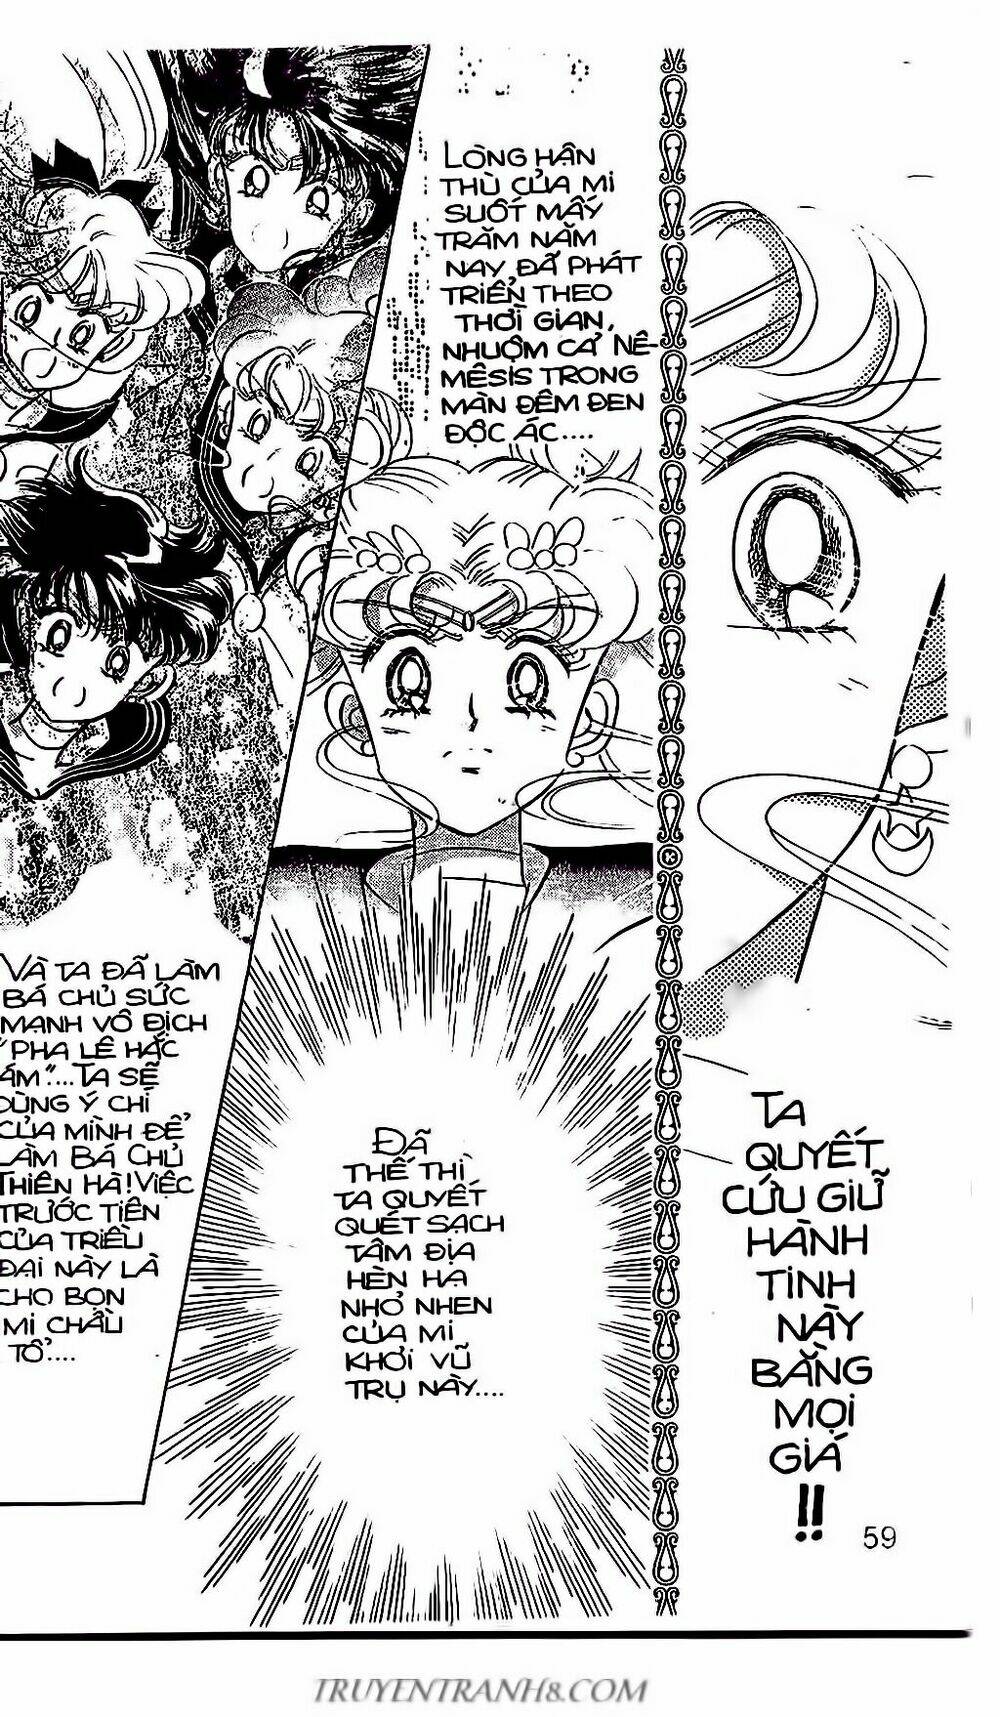 LÒNG HẬN
THÙ CỦA MI
SUỐT MẤY
TRĂM NĂM
NAY ĐÃ PHÁT
TRIỂN THEO
THỜI GIAN,
NHUỘM CẢ NÊ-
MÊSIS TRONG
MÀN ĐÊM ĐEN
ĐỘC ÁC....
VÀ TA ĐÃ LÀM
BÁ CHỦ SỨC
MẠNH VÔ ĐỊCH
"PHA LÊ HẮC
ÁM"....TA SẼ
DÙNG Ý CHÍ
CỦA MÌNH ĐỂ
LÀM BÁ CHỦ
THIÊN HÀ! VIỆC
TRƯỚC TIÊN
CỦA TRIỀU
ĐẠI NÀY LÀ
CHO BỌN
MI CHẦU
TỔ....
ĐÃ
THẾ THÌ
TA QUYẾT
QUÉT SẠCH
TÂM ĐỊA
HÈN HẠ
NHỎ NHEN
CỦA MI
KHỎI VŨ
TRỤ NÀY....
TA
QUYẾT
CỨU GIỮ
HÀNH
TINH
NÀY
BẰNG
MỌI
GIÁ
!!
59
TRUYENTRANH8.COM